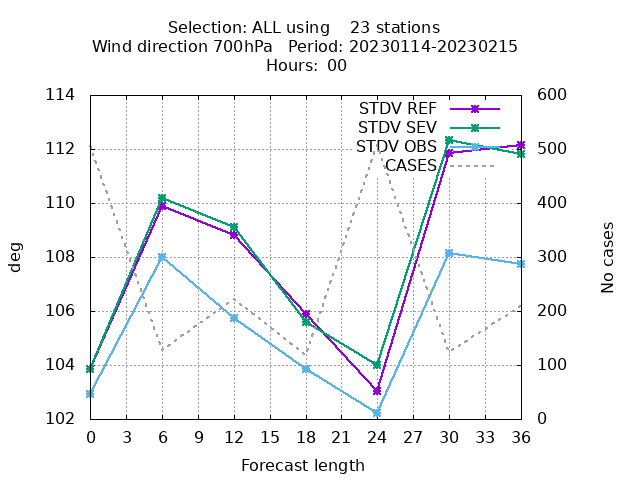 Selection: ALL using    23 stations
Wind direction 700hPa   Period: 20230114-20230215
Hours: 00
114
112
110
108
106
104
102
600
500
400
300
200
100
0
deg
No cases
STDV REF
STDV SEV
STDV OBS
CASES
0 3 6 9 12 15 18 21 24 27 30 33 36
Forecast length